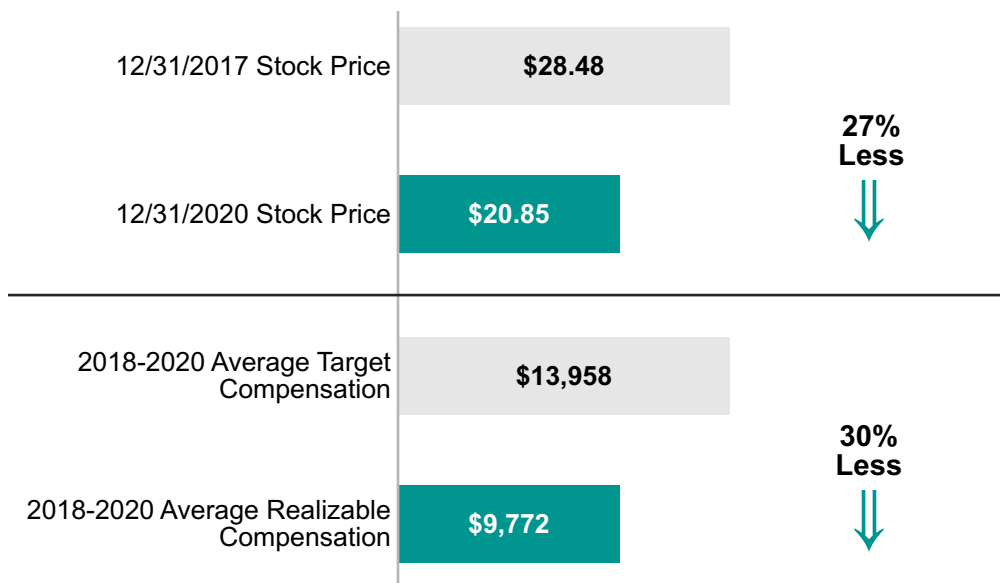 12/31/2017 Stock Price
$28.48
27%
Less
12/31/2020 Stock Price
$20.85
2018-2020 Average Target
Compensation
$13,958
30%
Less
2018-2020 Average Realizable
Compensation
$9,772